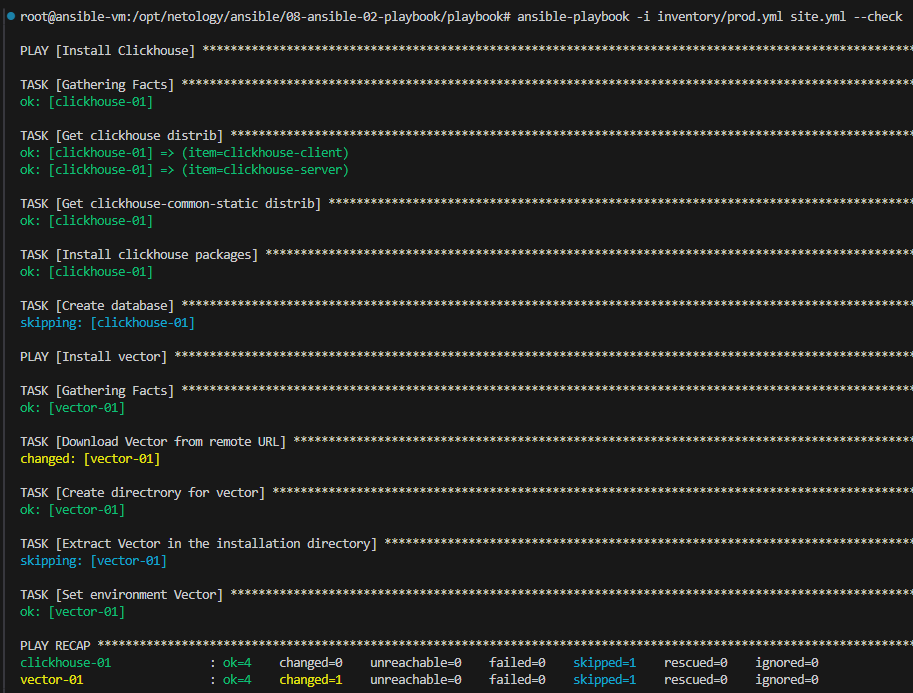 root@ansible-vm:/opt/netology/ansible/08-ansible-02-playbook/playbook# ansible-playbook -i inventory/prod.yml site.yml --check
PLAY [Install Clickhouse] ******************************************************************************************************
TASK [Gathering Facts] *********************************************************************************************************
ok: [clickhouse-01]
TASK [Get clickhouse distrib] **************************************************************************************************
ok: [clickhouse-01] => (item=clickhouse-client)
ok: [clickhouse-01] => (item=clickhouse-server)
TASK [Get clickhouse-common-static distrib] ************************************************************************************
ok: [clickhouse-01]
TASK [Install clickhouse packages] *********************************************************************************************
ok: [clickhouse-01]
TASK [Create database] *********************************************************************************************************
skipping: [clickhouse-01]
PLAY [Install vector] **********************************************************************************************************
TASK [Gathering Facts] *********************************************************************************************************
ok: [vector-01]
TASK [Download Vector from remote URL] *****************************************************************************************
changed: [vector-01]
TASK [Create directrory for vector] ********************************************************************************************
ok: [vector-01]
TASK [Extract Vector in the installation directory] ****************************************************************************
skipping: [vector-01]
TASK [Set environment Vector] **************************************************************************************************
ok: [vector-01]
PLAY RECAP *********************************************************************************************************************
clickhouse-01              : ok=4    changed=0    unreachable=0    failed=0    skipped=1    rescued=0    ignored=0
vector-01                  : ok=4    changed=1    unreachable=0    failed=0    skipped=1    rescued=0    ignored=0